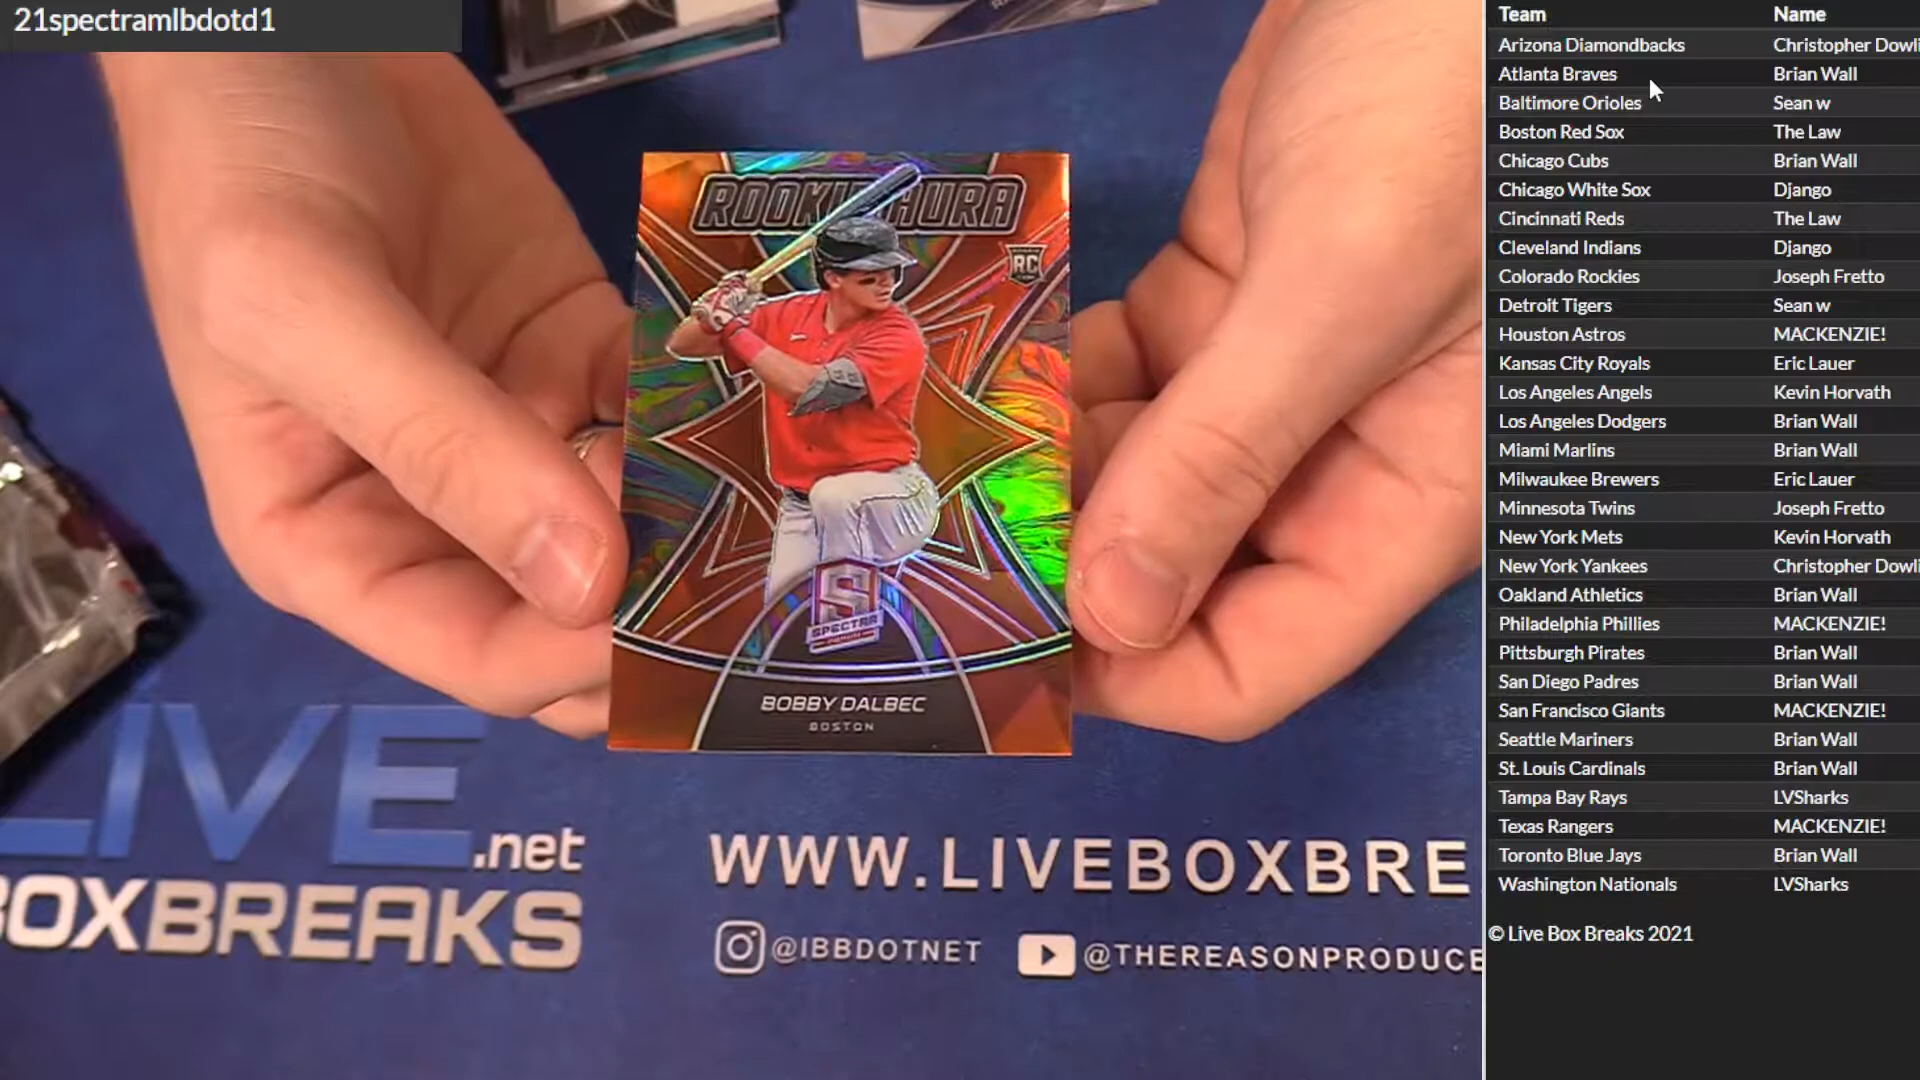 21spectramlbdotd1
ROOKIE AURA
RC
SPECTRA
BOBBY DALBEC
BOSTON
LIVE
.net
BOXBREAKS
WWW.LIVEBOXBRE
@IBBDOTNET
@THEREASONPRODUCE
Team Name
Arizona Diamondbacks Christopher Dowli
Atlanta Braves Brian Wall
Baltimore Orioles Sean w
Boston Red Sox The Law
Chicago Cubs Brian Wall
Chicago White Sox Django
Cincinnati Reds The Law
Cleveland Indians Django
Colorado Rockies Joseph Fretto
Detroit Tigers Sean w
Houston Astros MACKENZIE!
Kansas City Royals Eric Lauer
Los Angeles Angels Kevin Horvath
Los Angeles Dodgers Brian Wall
Miami Marlins Brian Wall
Milwaukee Brewers Eric Lauer
Minnesota Twins Joseph Fretto
New York Mets Kevin Horvath
New York Yankees Christopher Dowli
Oakland Athletics Brian Wall
Philadelphia Phillies MACKENZIE!
Pittsburgh Pirates Brian Wall
San Diego Padres Brian Wall
San Francisco Giants MACKENZIE!
Seattle Mariners Brian Wall
St. Louis Cardinals Brian Wall
Tampa Bay Rays LVSharks
Texas Rangers MACKENZIE!
Toronto Blue Jays Brian Wall
Washington Nationals LVSharks
© Live Box Breaks 2021